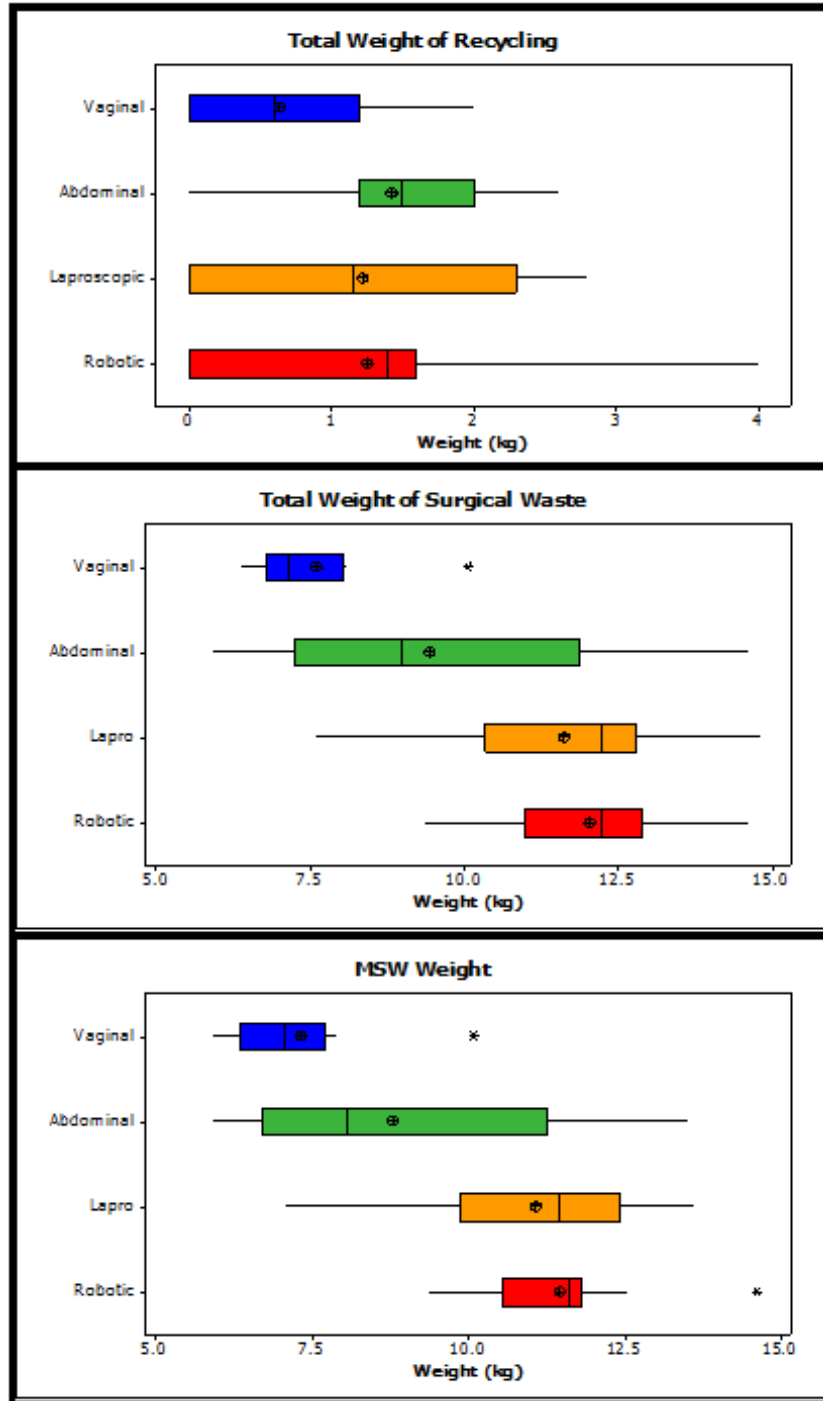 Total Weight of Recycling
Vaginal
Abdominal
Laproscopic
Robotic
0 1 2 3 4
Weight (kg)
Total Weight of Surgical Waste
Vaginal
Abdominal
Lapro
Robotic
5.0 7.5 10.0 12.5 15.0
Weight (kg)
MSW Weight
Vaginal
Abdominal
Lapro
Robotic
5.0 7.5 10.0 12.5 15.0
Weight (kg)